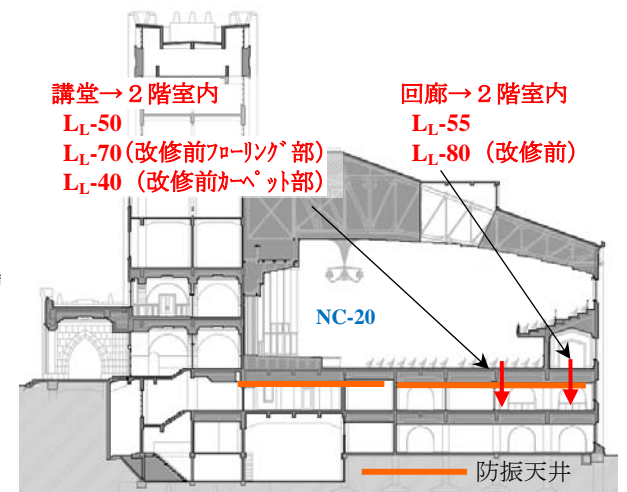 講堂→２階室内
LL-50
LL-70（改修前フローリング部）
LL-40 （改修前カーペット部）
回廊→２階室内
LL-55
LL-80 （改修前）
NC-20
防振天井